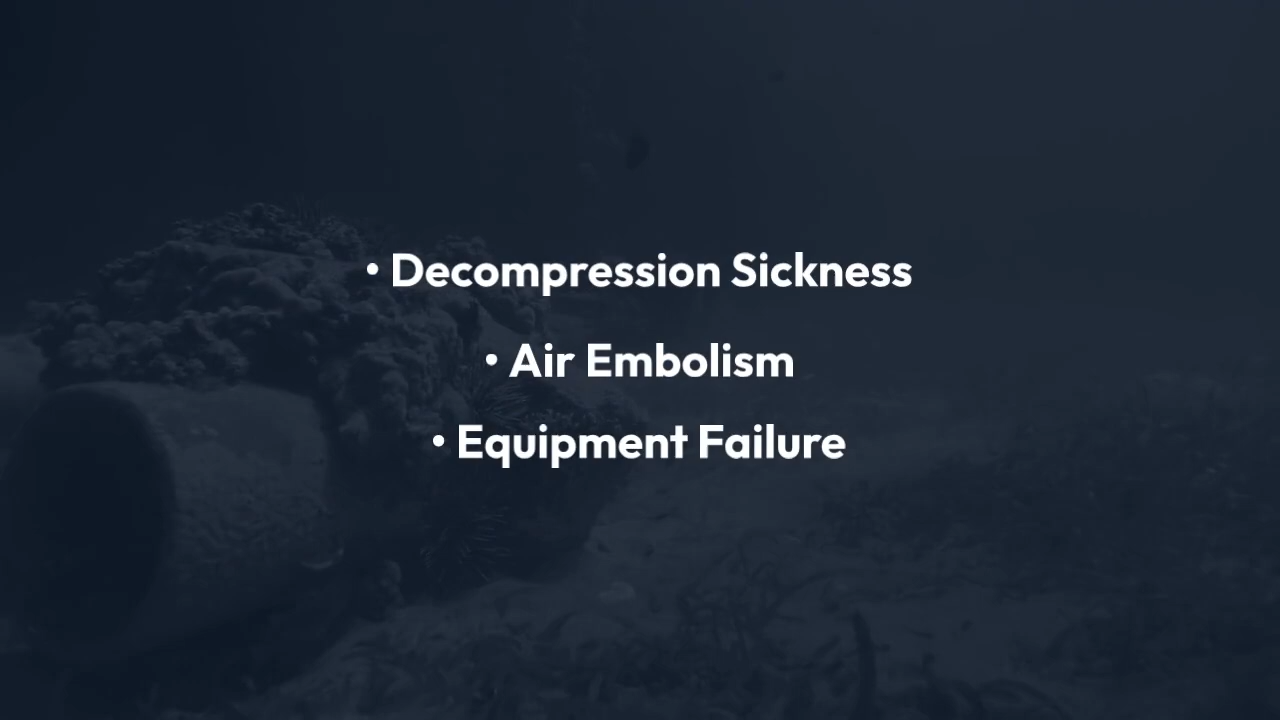 • Decompression Sickness
• Air Embolism
• Equipment Failure